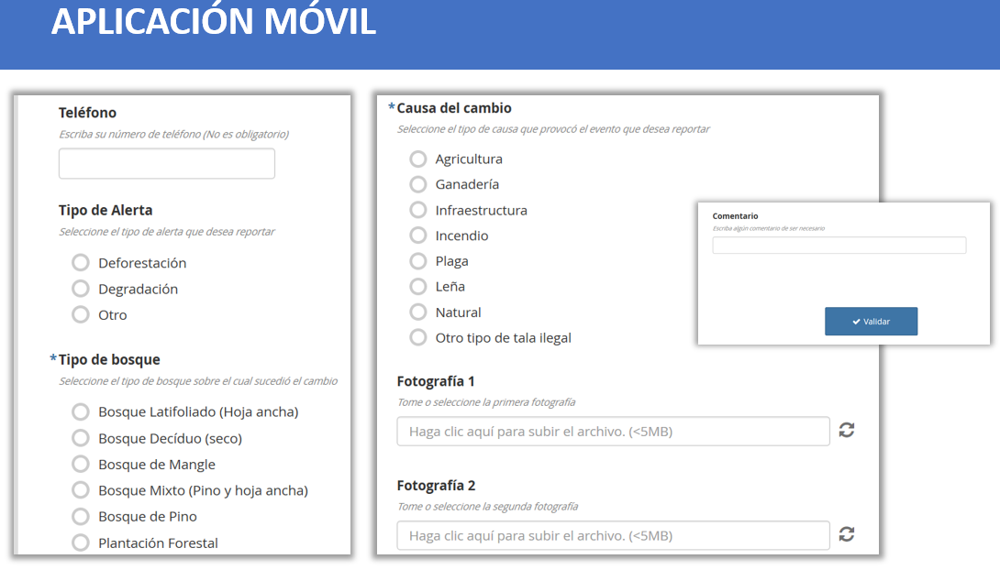 APLICACIÓN MÓVIL
Teléfono
Escriba su número de teléfono (No es obligatorio)
Tipo de Alerta
Seleccione el tipo de alerta que desea reportar
Deforestación
Degradación
Otro
*Tipo de bosque
Seleccione el tipo de bosque sobre el cual sucedió el cambio
Bosque Latifoliado (Hoja ancha)
Bosque Decíduo (seco)
Bosque de Mangle
Bosque Mixto (Pino y hoja ancha)
Bosque de Pino
Plantación Forestal
*Causa del cambio
Seleccione el tipo de causa que provocó el evento que desea reportar
Agricultura
Ganadería
Infraestructura
Incendio
Plaga
Leña
Natural
Otro tipo de tala ilegal
Fotografía 1
Tome o seleccione la primera fotografía
Haga clic aquí para subir el archivo. (<5MB)
Fotografía 2
Tome o seleccione la segunda fotografía
Haga clic aquí para subir el archivo. (<5MB)
Comentario
Escriba algún comentario de ser necesario
Validar